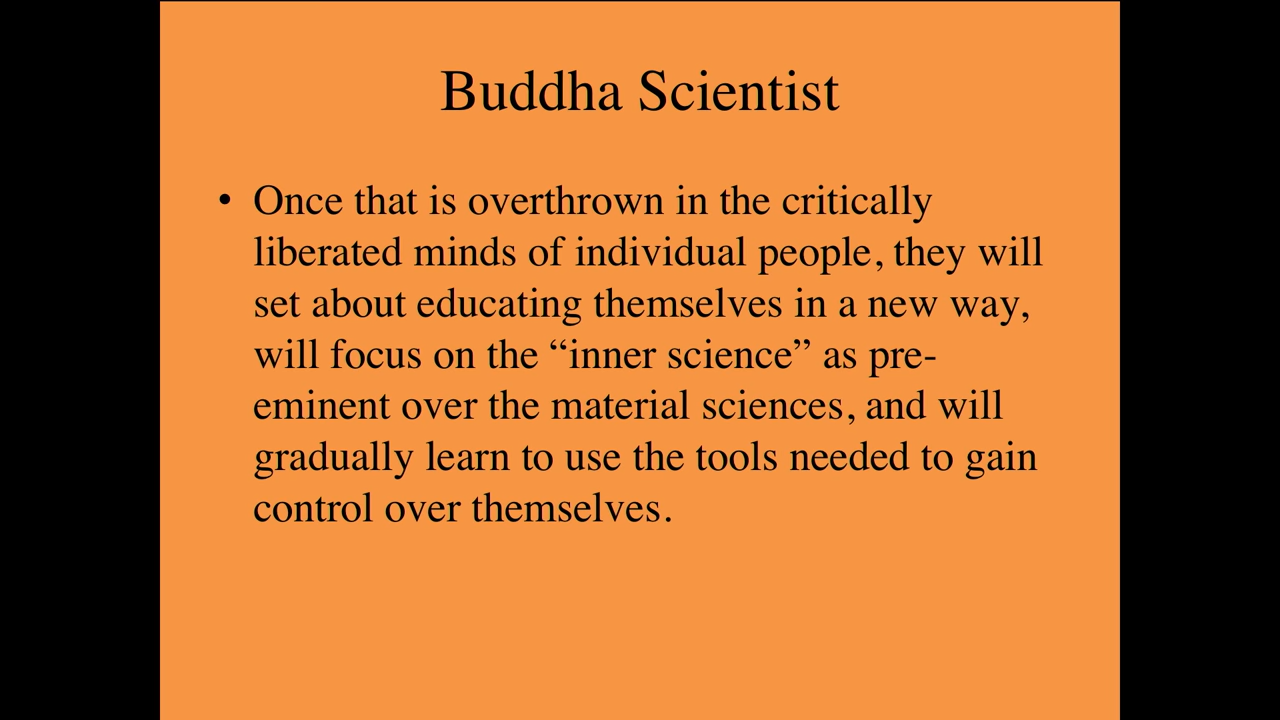 Buddha Scientist
• Once that is overthrown in the critically
liberated minds of individual people, they will
set about educating themselves in a new way,
will focus on the “inner science” as pre-
eminent over the material sciences, and will
gradually learn to use the tools needed to gain
control over themselves.